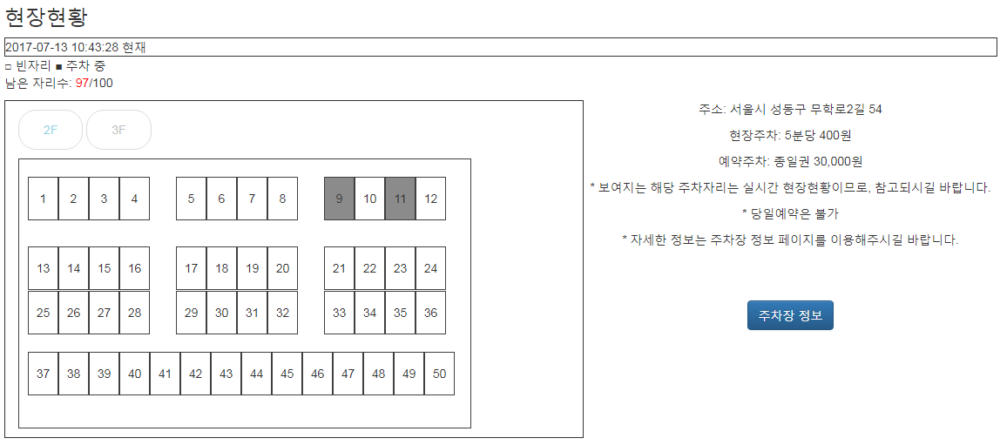 현장현황
2017-07-13 10:43:28 현재
□ 빈자리 ■ 주차 중
남은 자리수: 97/100
2F 3F
1 2 3 4 5 6 7 8 9 10 11 12
13 14 15 16 17 18 19 20 21 22 23 24
25 26 27 28 29 30 31 32 33 34 35 36
37 38 39 40 41 42 43 44 45 46 47 48 49 50
주소: 서울시 성동구 무학로2길 54
현장주차: 5분당 400원
예약주차: 종일권 30,000원
* 보여지는 해당 주차자리는 실시간 현장현황이므로, 참고되시길 바랍니다.
* 당일예약은 불가
* 자세한 정보는 주차장 정보 페이지를 이용해주시길 바랍니다.
주차장 정보